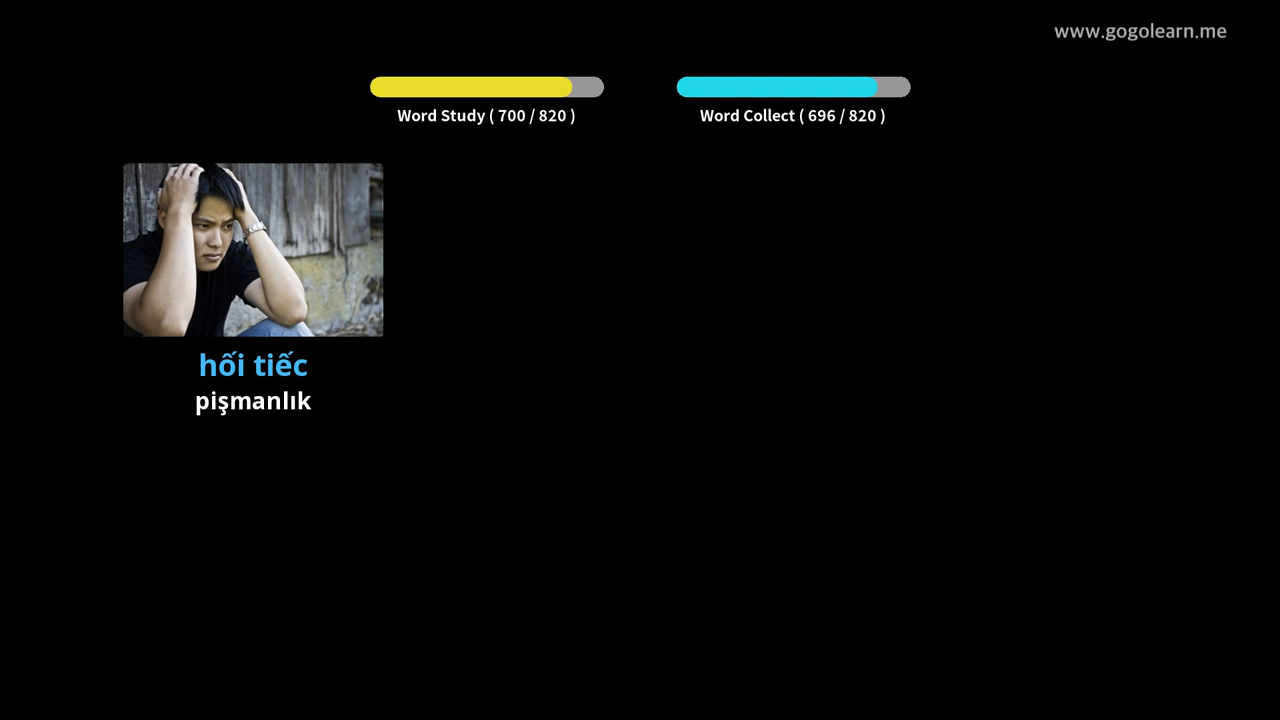 www.gogolearn.me
Word Study ( 700 / 820 )
Word Collect ( 696 / 820 )
hối tiếc
pişmanlık